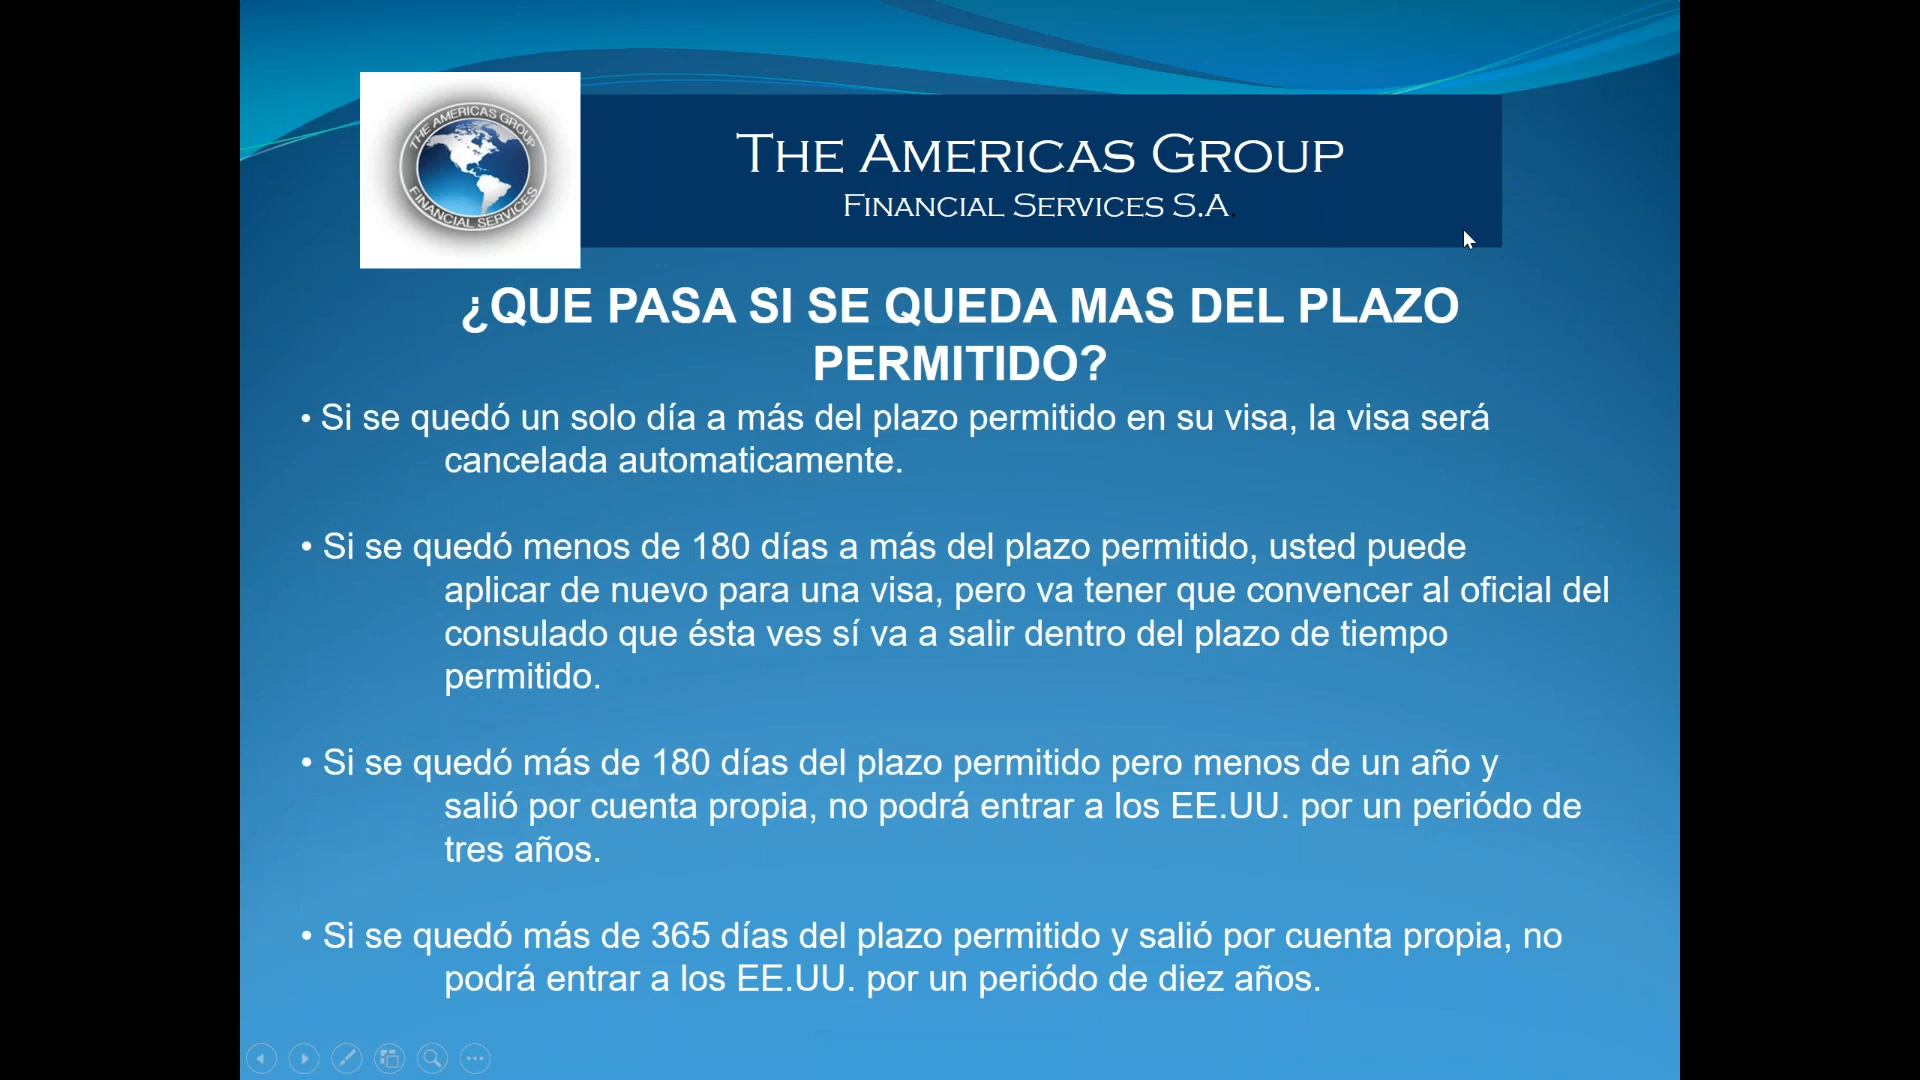 THE AMERICAS GROUP
FINANCIAL SERVICES
THE AMERICAS GROUP
FINANCIAL SERVICES S.A.
¿QUE PASA SI SE QUEDA MAS DEL PLAZO
PERMITIDO?
• Si se quedó un solo día a más del plazo permitido en su visa, la visa será
cancelada automaticamente.
• Si se quedó menos de 180 días a más del plazo permitido, usted puede
aplicar de nuevo para una visa, pero va tener que convencer al oficial del
consulado que ésta ves sí va a salir dentro del plazo de tiempo
permitido.
• Si se quedó más de 180 días del plazo permitido pero menos de un año y
salió por cuenta propia, no podrá entrar a los EE.UU. por un periódo de
tres años.
• Si se quedó más de 365 días del plazo permitido y salió por cuenta propia, no
podrá entrar a los EE.UU. por un periódo de diez años.